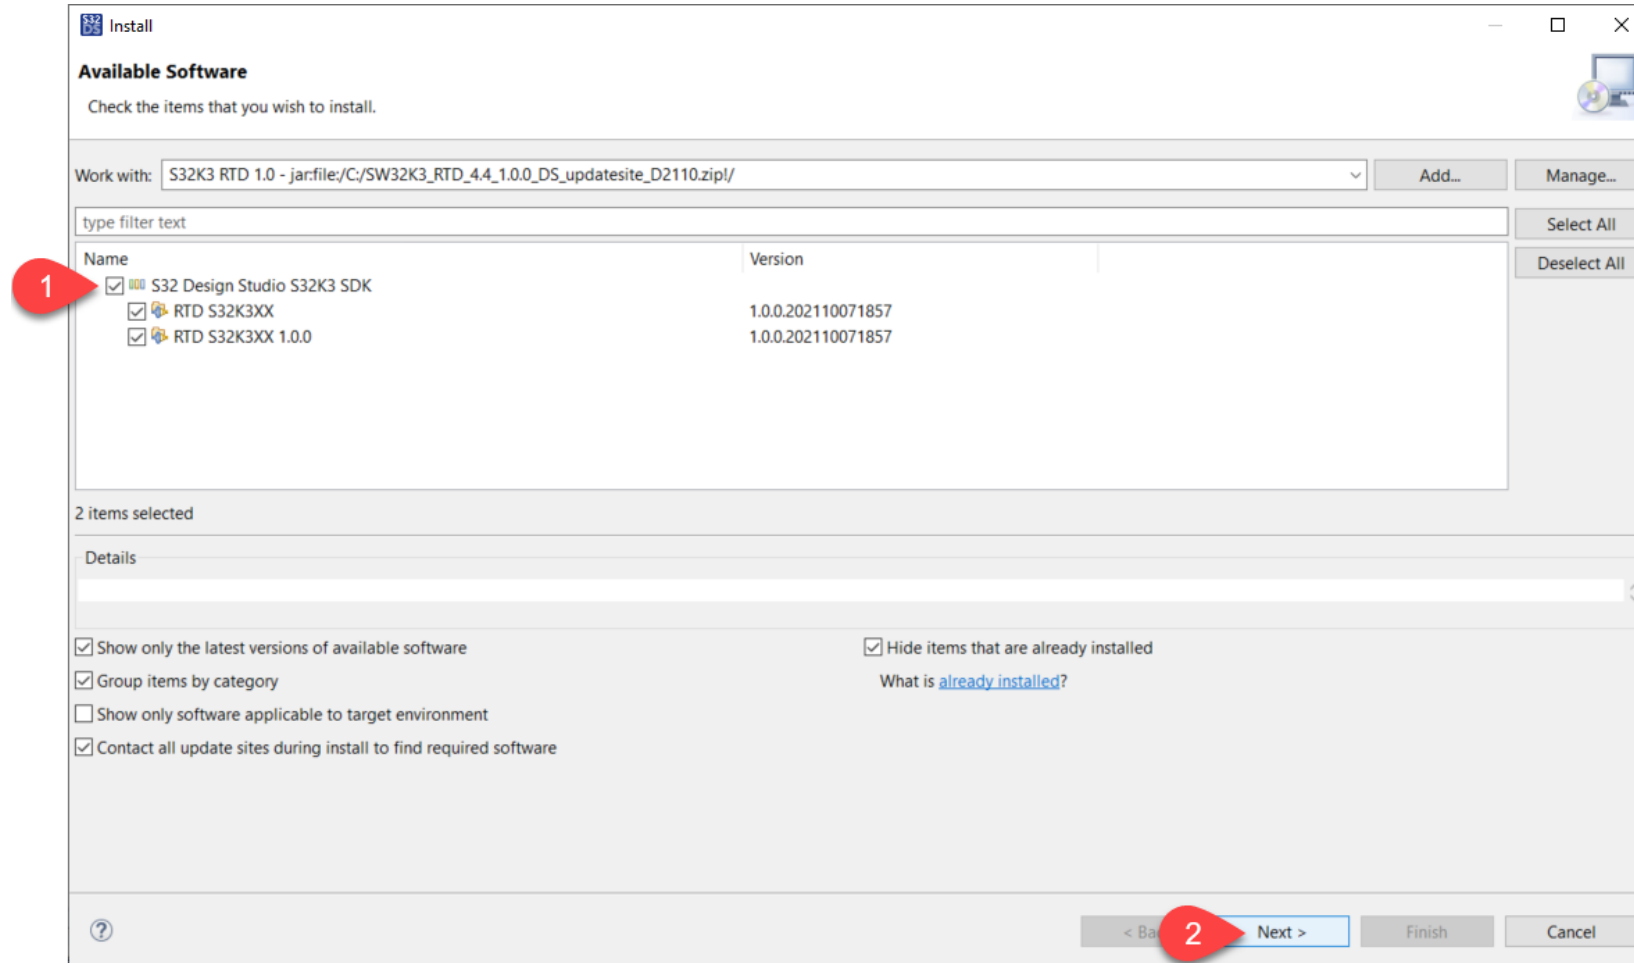 S32 DS Install
Available Software
Check the items that you wish to install.
Work with: S32K3 RTD 1.0 - jar:file:/C:/SW32K3_RTD_4.4_1.0.0_DS_updatesite_D2110.zip!/ Add... Manage...
type filter text Select All
Name Version Deselect All
1 S32 Design Studio S32K3 SDK
RTD S32K3XX 1.0.0.202110071857
RTD S32K3XX 1.0.0 1.0.0.202110071857
2 items selected
Details
Show only the latest versions of available software Hide items that are already installed
Group items by category What is already installed?
Show only software applicable to target environment
Contact all update sites during install to find required software
? < Ba 2 Next > Finish Cancel